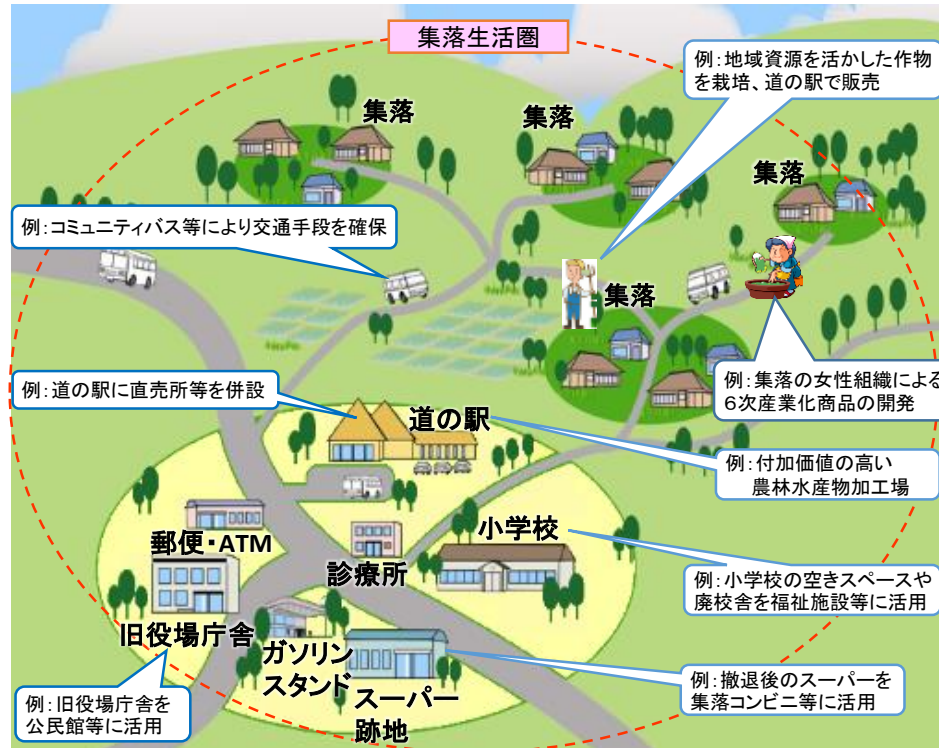 集落生活圏
例：地域資源を活かした作物
を栽培、道の駅で販売
集落
集落
集落
例：コミュニティバス等により交通手段を確保
集落
例：集落の女性組織による
６次産業化商品の開発
例：道の駅に直売所等を併設
道の駅
例：付加価値の高い
農林水産物加工場
郵便・ATM
診療所
小学校
例：小学校の空きスペースや
廃校舎を福祉施設等に活用
旧役場庁舎
ガソリン
スタンド
スーパー
跡地
例：撤退後のスーパーを
集落コンビニ等に活用
例：旧役場庁舎を
公民館等に活用